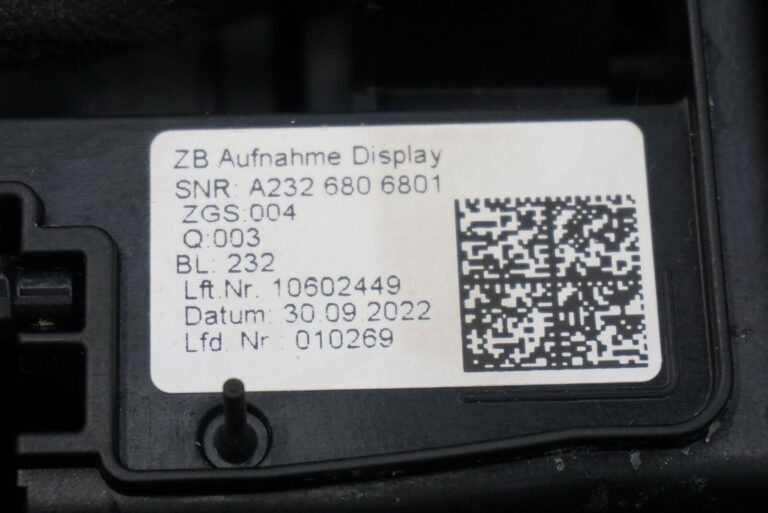 ZB Aufnahme Display
SNR: A232 680 6801
ZGS:004
Q:003
BL: 232
Lft.Nr. 10602449
Datum: 30.09.2022
Lfd. Nr.: 010269